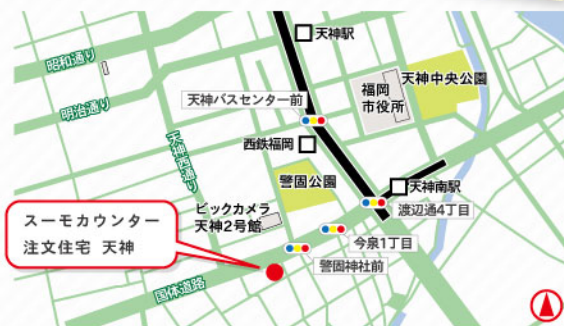 天神駅
昭和通り
天神中央公園
福岡
市役所
明治通り
天神バスセンター前
天神西通り
西鉄福岡
警固公園
天神南駅
ビックカメラ
天神2号館
渡辺通4丁目
スーモカウンター
注文住宅 天神
今泉1丁目
警固神社前
国体道路